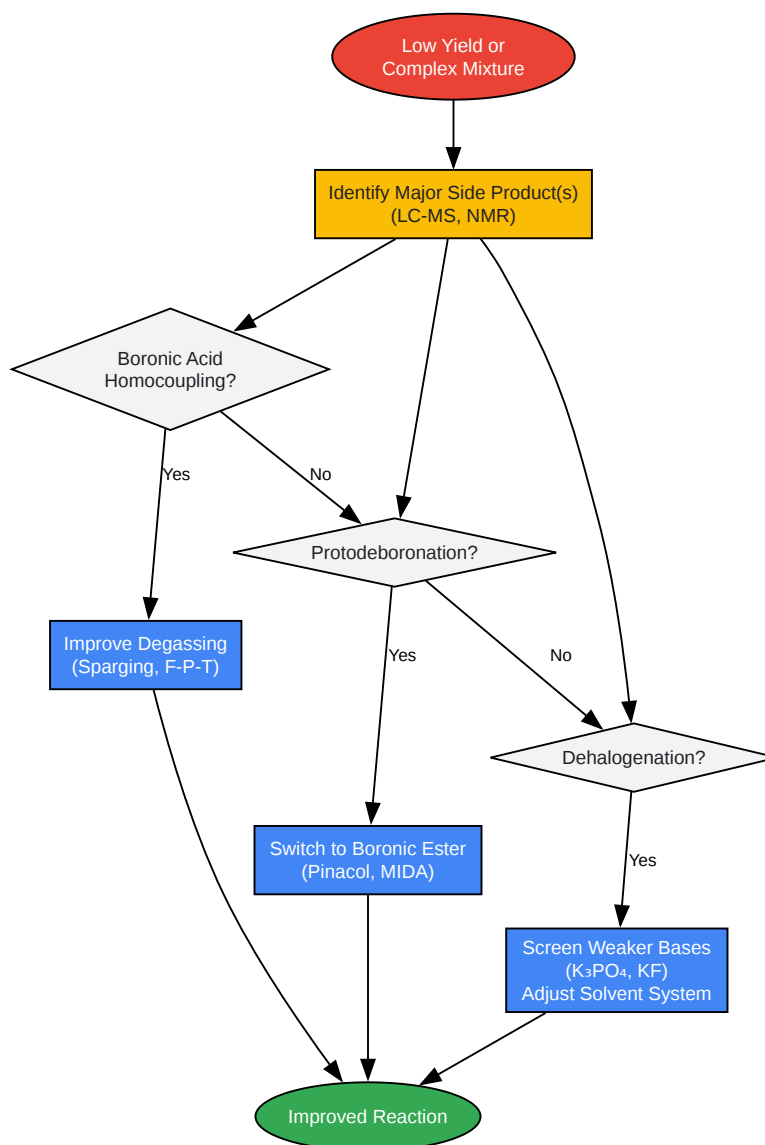 Low Yield or
Complex Mixture
Identify Major Side Product(s)
(LC-MS, NMR)
Boronic Acid
Homocoupling?
Yes
No
Protodeboronation?
Improve Degassing
(Sparging, F-P-T)
Yes
No
Dehalogenation?
Switch to Boronic Ester
(Pinacol, MIDA)
Yes
Screen Weaker Bases
(K₃PO₄, KF)
Adjust Solvent System
Improved Reaction